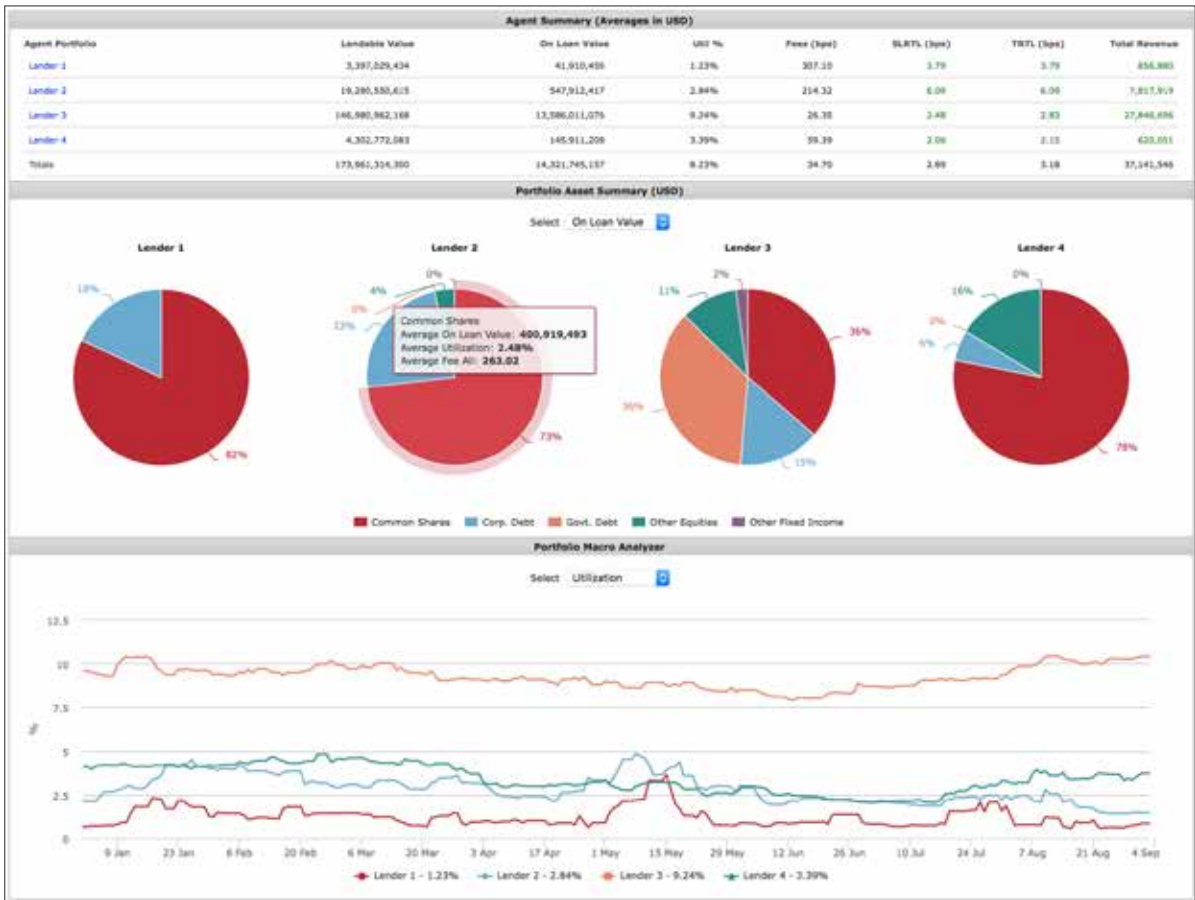 Agent Summary (Averages in USD)
Agent Portfolio Lendable Value On Loan Value Util % Fees (bps) SLRTL (bps) TRTL (bps) Total Revenue
Lender 1 3,397,029,434 41,910,456 1.23% 307.10 3.79 3.79 856,880
Lender 2 19,280,550,615 547,912,417 2.84% 214.32 6.09 6.09 7,817,919
Lender 3 146,980,962,168 13,586,011,076 9.24% 26.35 2.48 2.83 27,846,696
Lender 4 4,302,772,083 145,911,209 3.39% 59.39 2.06 2.15 620,051
Totals 173,961,314,300 14,321,745,157 8.23% 34.70 2.89 3.18 37,141,546
Portfolio Asset Summary (USD)
Select On Loan Value
Lender 1 Lender 2 Lender 3 Lender 4
18%
82%
0%
4%
0%
23%
73%
Common Shares
Average On Loan Value: 400,919,493
Average Utilization: 2.48%
Average Fee All: 263.02
2%
11%
36%
36%
15%
0%
16%
0%
6%
78%
Common Shares Corp. Debt Govt. Debt Other Equities Other Fixed Income
Portfolio Macro Analyzer
Select Utilization
12.5
10
7.5
%
5
2.5
0
9 Jan 23 Jan 6 Feb 20 Feb 6 Mar 20 Mar 3 Apr 17 Apr 1 May 15 May 29 May 12 Jun 26 Jun 10 Jul 24 Jul 7 Aug 21 Aug 4 Sep
Lender 1 - 1.23% Lender 2 - 2.84% Lender 3 - 9.24% Lender 4 - 3.39%